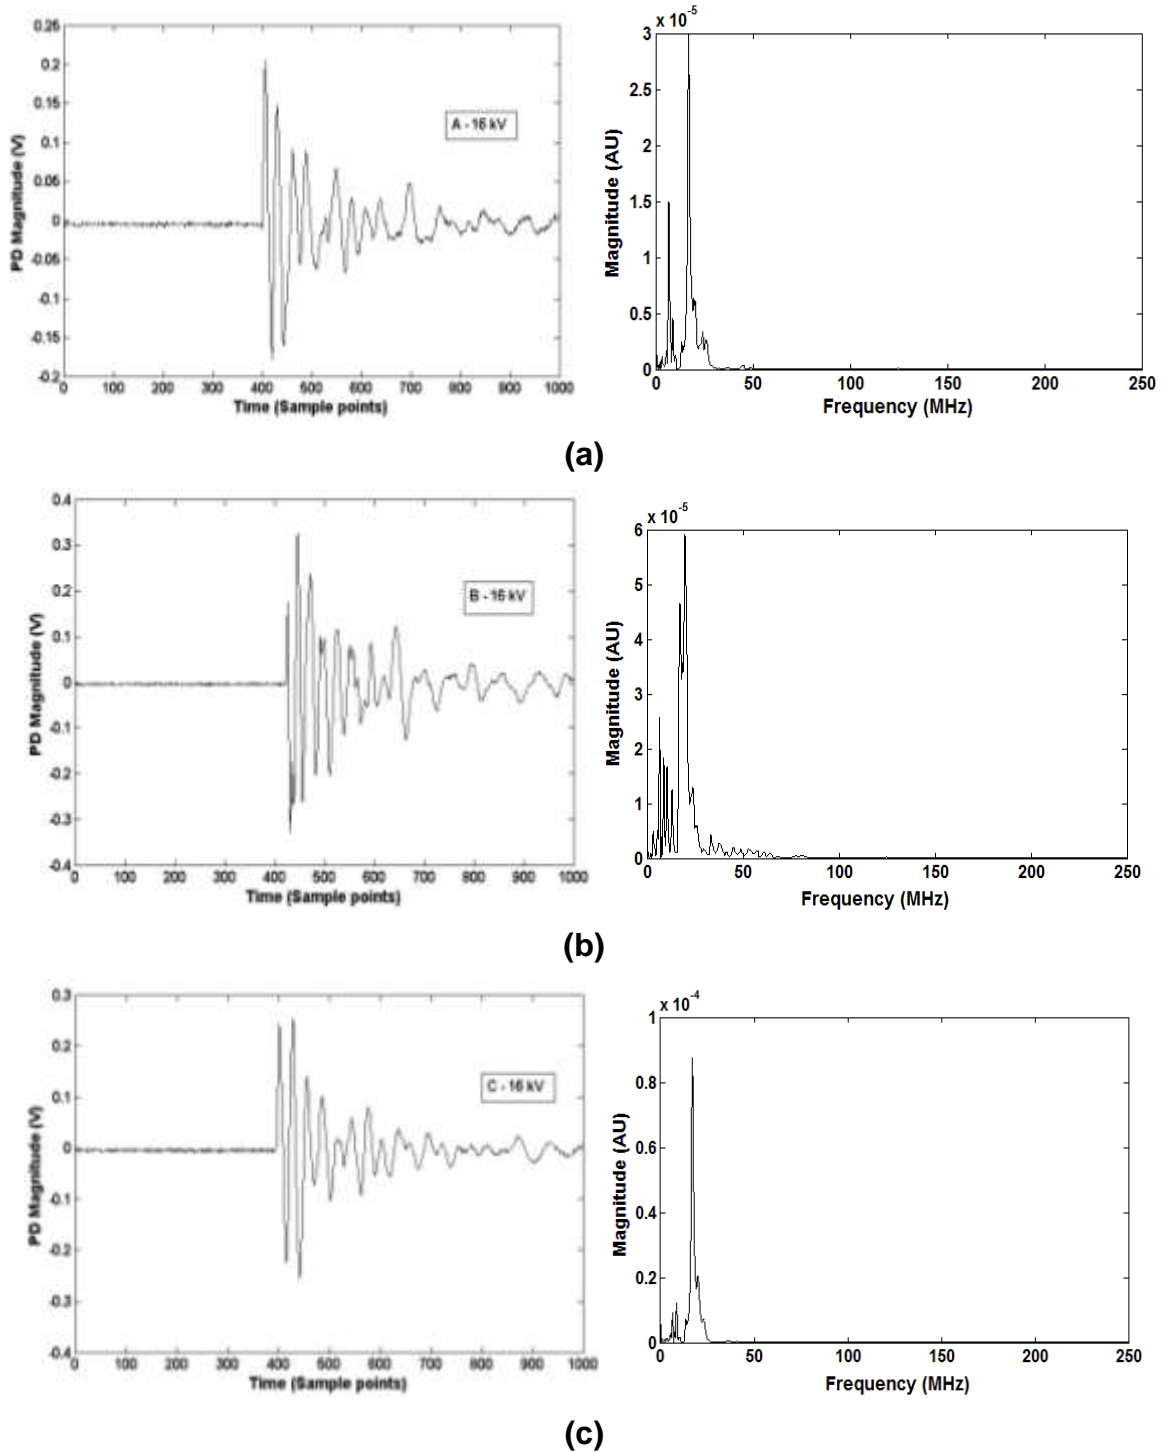 0.25
0.2
0.15
0.1
0.05
0
-0.05
-0.1
-0.15
-0.2
PD Magnitude (V)
A - 16 kV
0 100 200 300 400 500 600 700 800 900 1000
Time (Sample points)
x 10-5
3
2.5
2
1.5
1
0.5
0
Magnitude (AU)
0 50 100 150 200 250
Frequency (MHz)
(a)
0.4
0.3
0.2
0.1
0
-0.1
-0.2
-0.3
-0.4
PD Magnitude (V)
B - 16 kV
0 100 200 300 400 500 600 700 800 900 1000
Time (Sample points)
x 10-5
6
5
4
3
2
1
0
Magnitude (AU)
0 50 100 150 200 250
Frequency (MHz)
(b)
0.3
0.2
0.1
0
-0.1
-0.2
-0.3
-0.4
PD Magnitude (V)
C - 16 kV
0 100 200 300 400 500 600 700 800 900 1000
Time (Sample points)
x 10-4
1
0.8
0.6
0.4
0.2
0
Magnitude (AU)
0 50 100 150 200 250
Frequency (MHz)
(c)